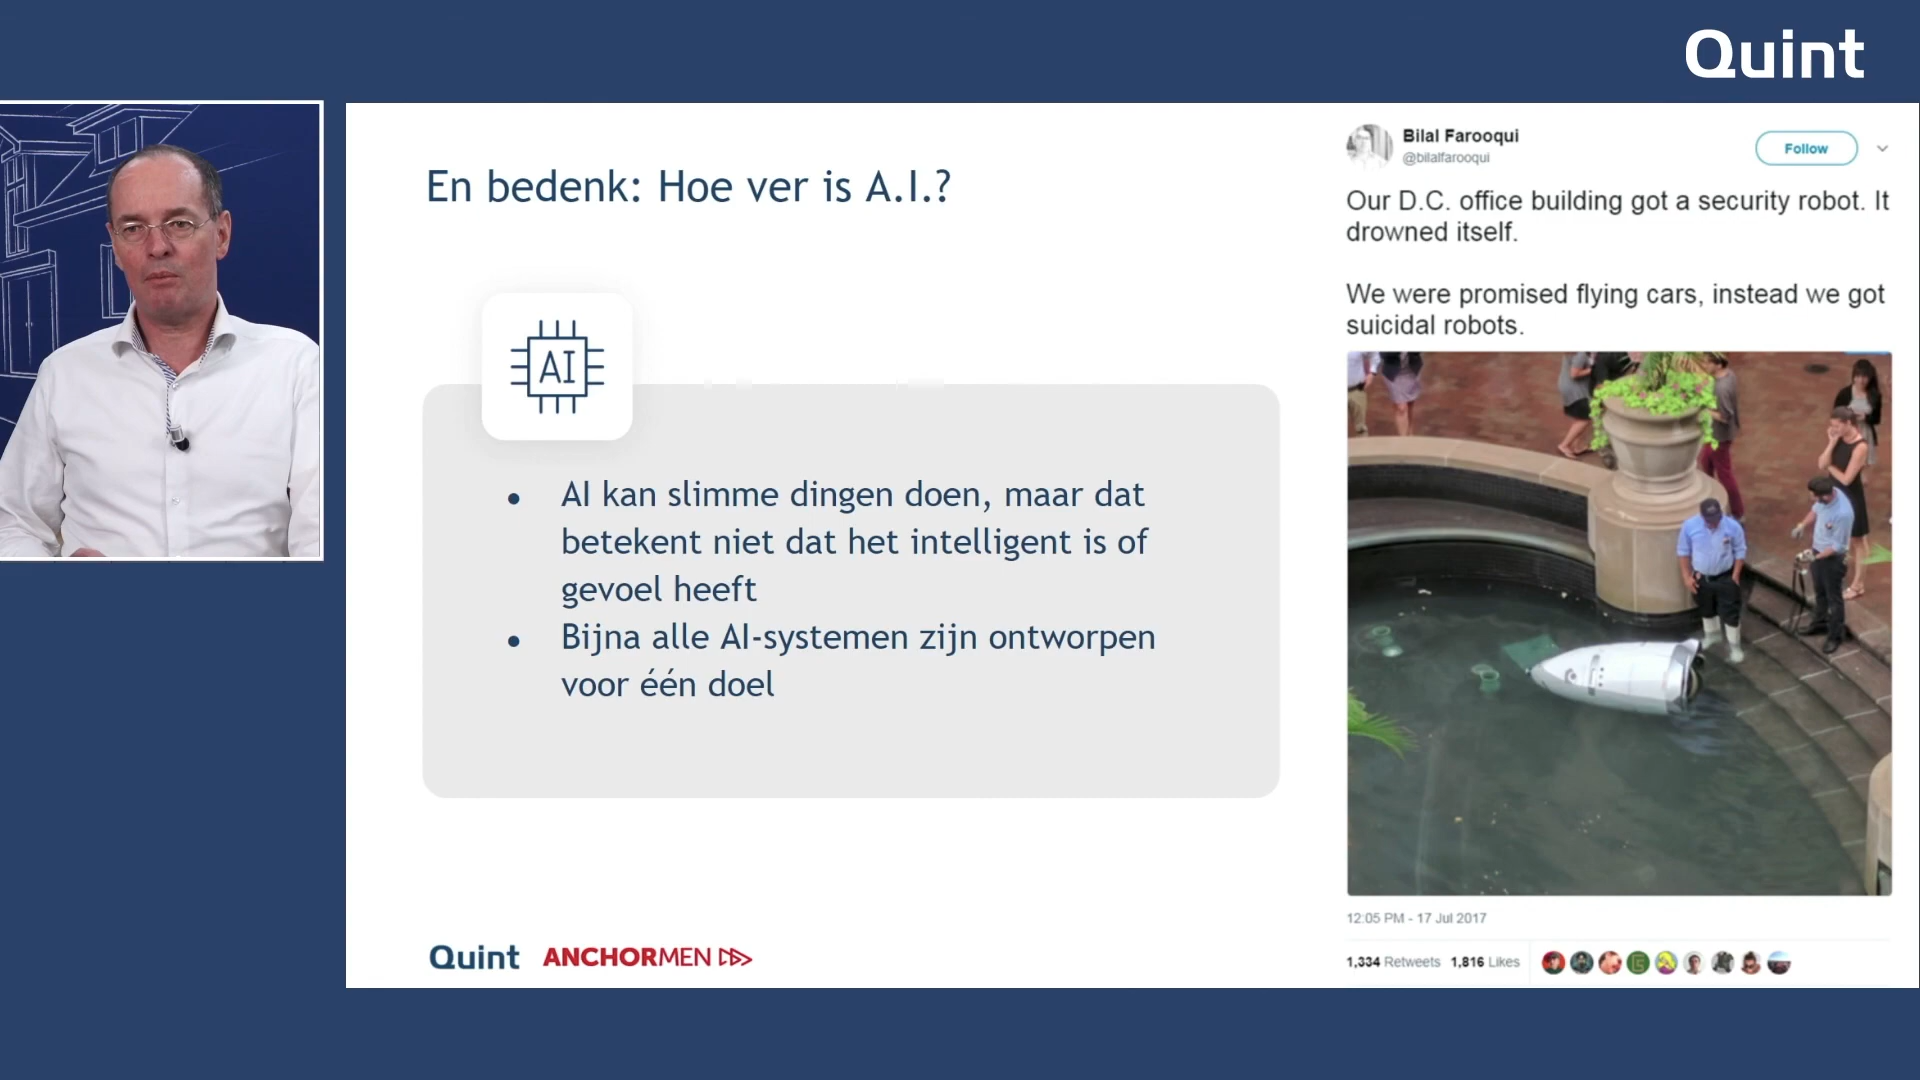 Quint
En bedenk: Hoe ver is A.I.?
AI
• AI kan slimme dingen doen, maar dat
betekent niet dat het intelligent is of
gevoel heeft
• Bijna alle AI-systemen zijn ontworpen
voor één doel
Quint ANCHORMEN
Bilal Farooqui
@bilalfarooqui
Follow
Our D.C. office building got a security robot. It
drowned itself.
We were promised flying cars, instead we got
suicidal robots.
12:05 PM - 17 Jul 2017
1,334 Retweets 1,816 Likes